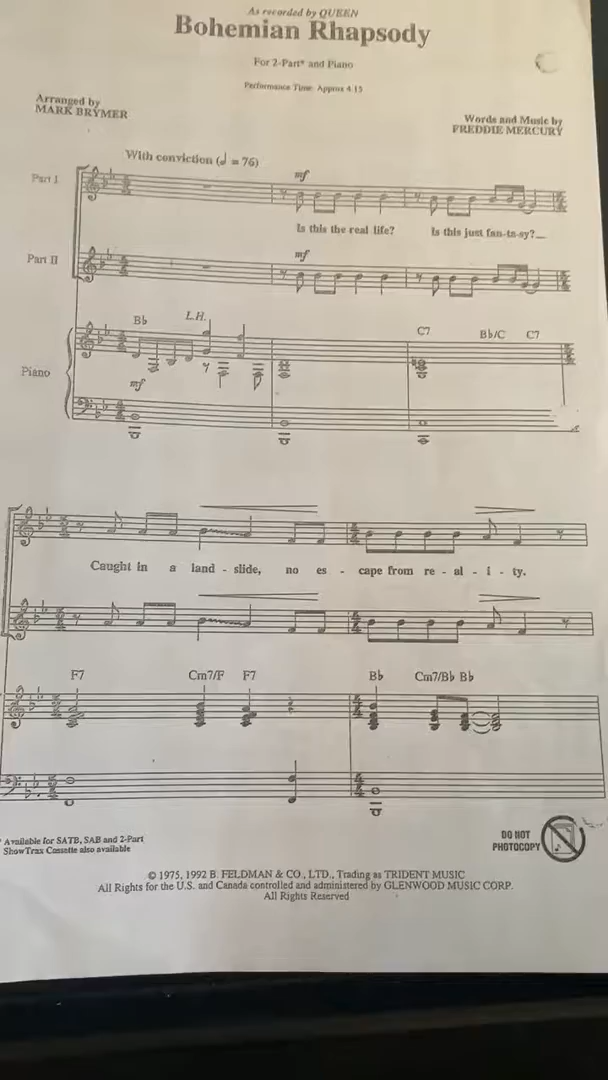 As recorded by QUEEN
Bohemian Rhapsody
For 2-Part* and Piano
Performance Time: Approx 4:15
Arranged by
MARK BRYMER
Words and Music by
FREDDIE MERCURY
With conviction (♩ = 76)
Part I
mf
Is this the real life? Is this just fan-ta-sy?
Part II
mf
Piano
Bb L.H. C7 Bb/C C7
mf
Caught in a land - slide, no es - cape from re - al - i - ty.
F7 Cm7/F F7 Bb Cm7/Bb Bb
* Available for SATB, SAB and 2-Part
ShowTrax Cassette also available
DO NOT
PHOTOCOPY
© 1975, 1992 B. FELDMAN & CO., LTD., Trading as TRIDENT MUSIC
All Rights for the U.S. and Canada controlled and administered by GLENWOOD MUSIC CORP.
All Rights Reserved